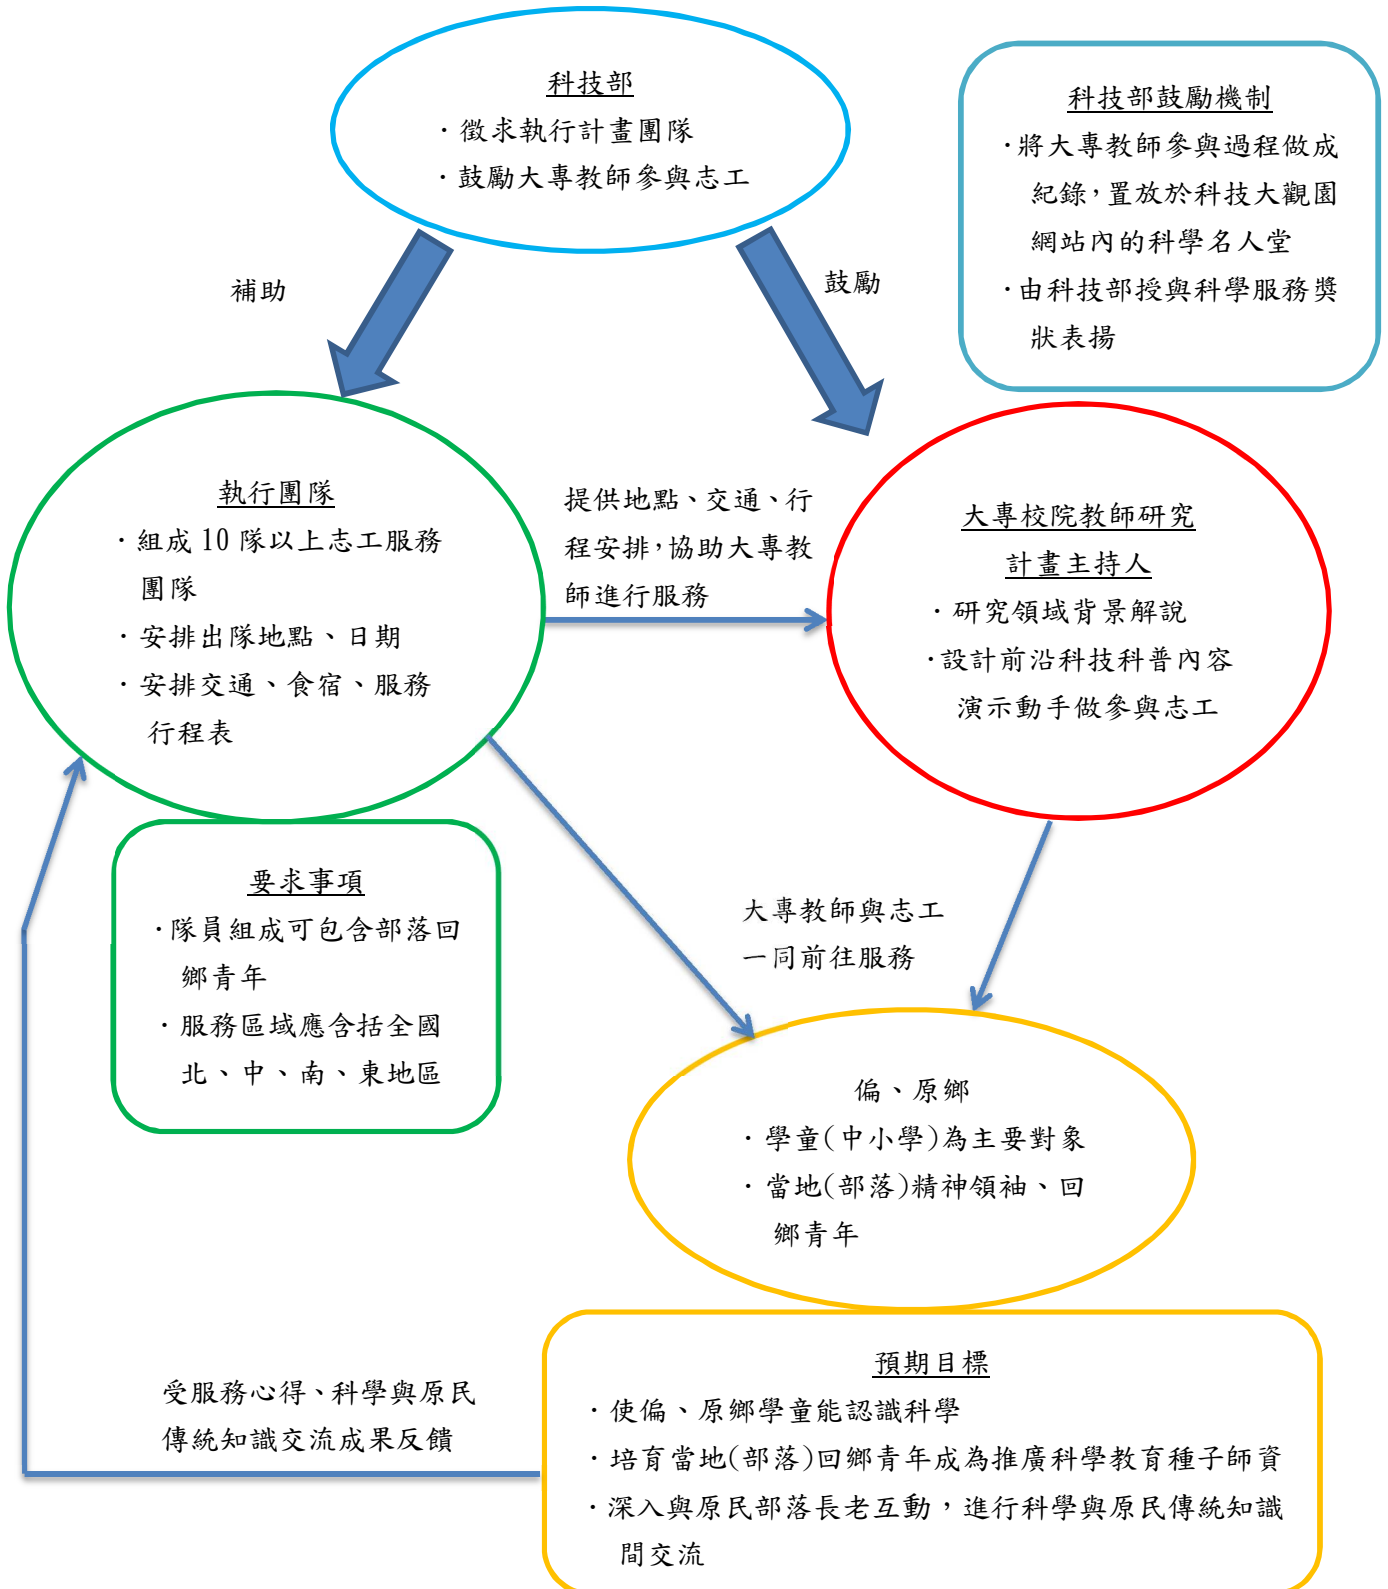 科技部
·徵求執行計畫團隊
·鼓勵大專教師參與志工
科技部鼓勵機制
·將大專教師參與過程做成
紀錄，置放於科技大觀園
網站內的科學名人堂
·由科技部授與科學服務獎
狀表揚
補助
鼓勵
執行團隊
·組成 10 隊以上志工服務
團隊
·安排出隊地點、日期
·安排交通、食宿、服務
行程表
提供地點、交通、行
程安排，協助大專教
師進行服務
大專校院教師研究
計畫主持人
·研究領域背景解說
·設計前沿科技科普內容
演示動手做參與志工
要求事項
·隊員組成可包含部落回
鄉青年
·服務區域應含括全國
北、中、南、東地區
大專教師與志工
一同前往服務
偏、原鄉
·學童(中小學)為主要對象
·當地(部落)精神領袖、回
鄉青年
受服務心得、科學與原民
傳統知識交流成果反饋
預期目標
·使偏、原鄉學童能認識科學
·培育當地(部落)回鄉青年成為推廣科學教育種子師資
·深入與原民部落長老互動，進行科學與原民傳統知識
間交流